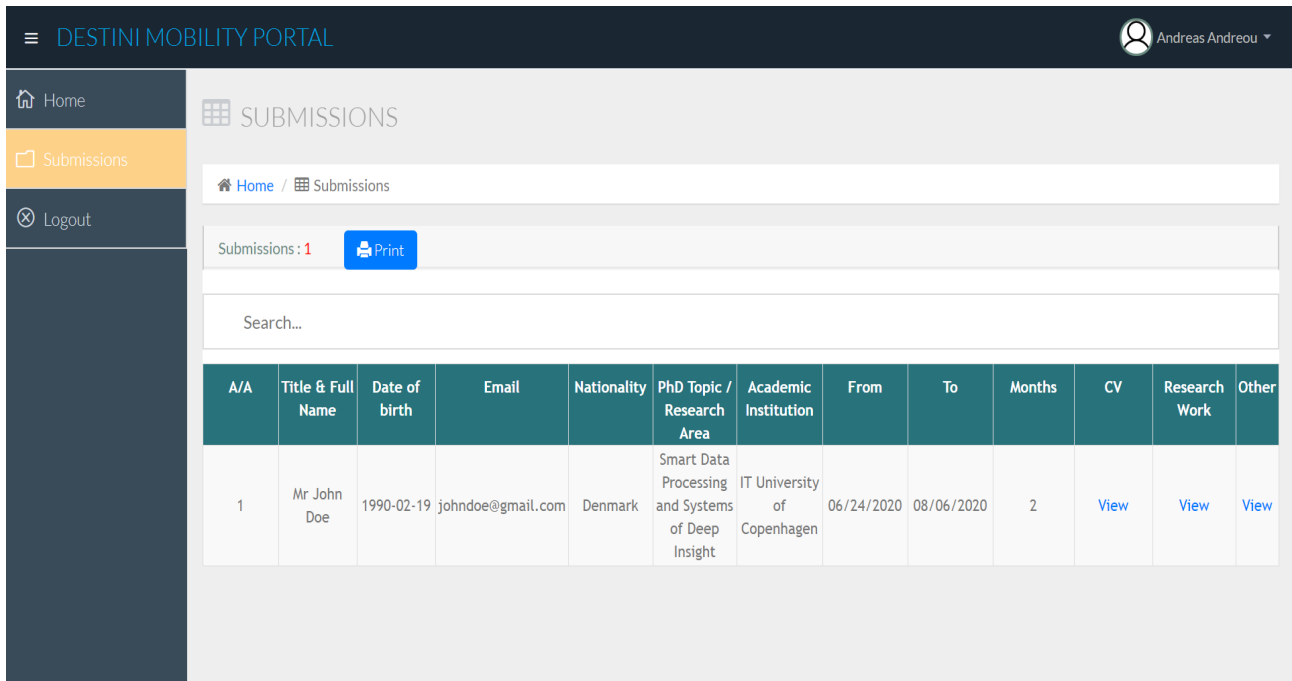 ≡ DESTINI MOBILITY PORTAL
Andreas Andreou
Home
Submissions
Logout
SUBMISSIONS
Home / Submissions
Submissions : 1
Print
Search...
A/A
Title & Full
Name
Date of
birth
Email
Nationality
PhD Topic /
Research
Area
Academic
Institution
From
To
Months
CV
Research
Work
Other
1
Mr John
Doe
1990-02-19
johndoe@gmail.com
Denmark
Smart Data
Processing
and Systems
of Deep
Insight
IT University
of
Copenhagen
06/24/2020
08/06/2020
2
View
View
View